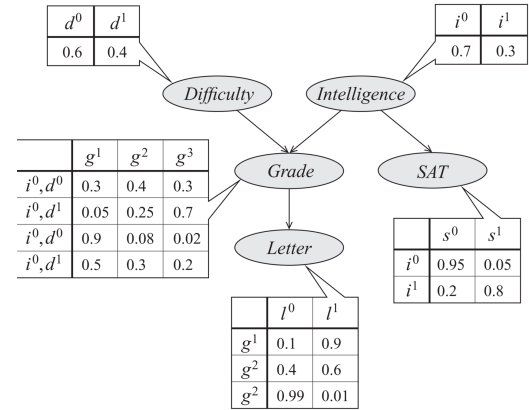 d⁰ d¹
0.6 0.4
i⁰ i¹
0.7 0.3
Difficulty
Intelligence
Grade
SAT
Letter
g¹ g² g³
i⁰, d⁰ 0.3 0.4 0.3
i⁰, d¹ 0.05 0.25 0.7
i⁰, d⁰ 0.9 0.08 0.02
i⁰, d¹ 0.5 0.3 0.2
s⁰ s¹
i⁰ 0.95 0.05
i¹ 0.2 0.8
l⁰ l¹
g¹ 0.1 0.9
g² 0.4 0.6
g² 0.99 0.01